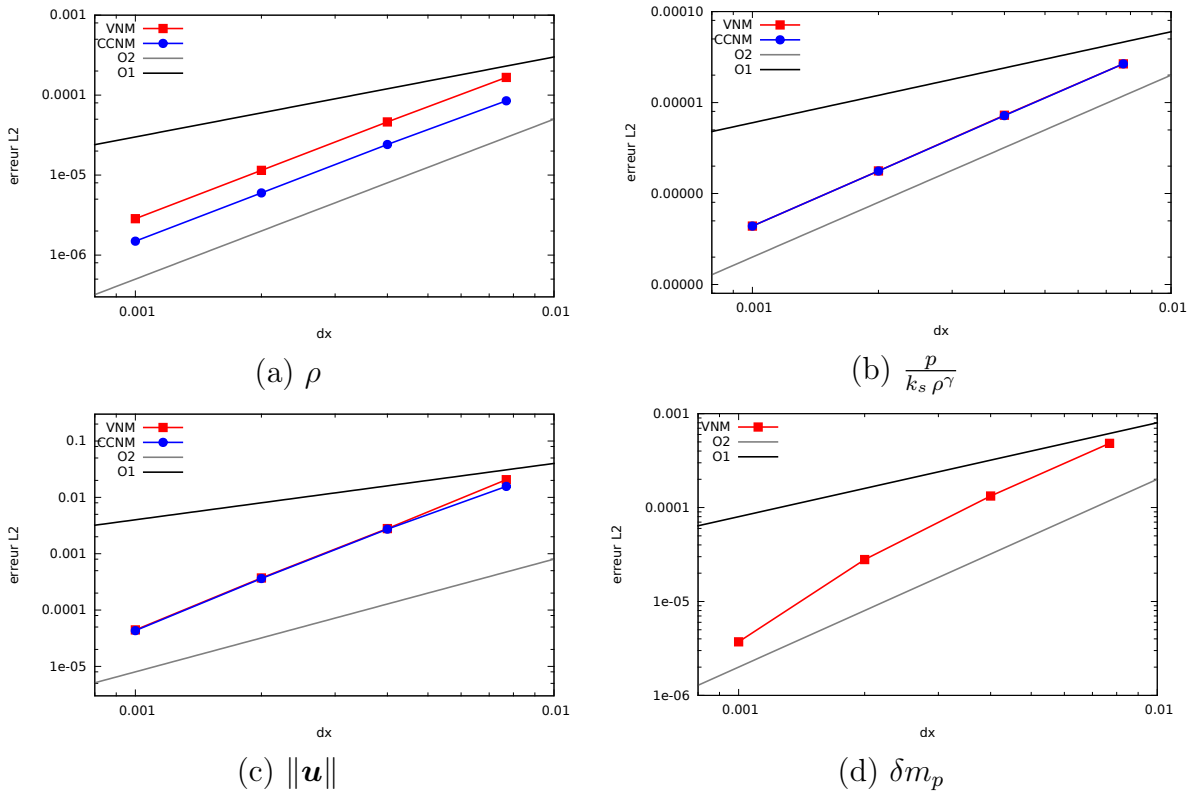 0.001
VNM
CCNM
O2
O1
0.0001
1e-05
1e-06
erreur L2
0.001
0.01
dx
(a) ρ
0.00010
VNM
CCNM
O2
O1
0.00001
0.00000
0.00000
erreur L2
0.001
0.01
dx
(b) p / k_s ρ^γ
0.1
VNM
CCNM
O2
O1
0.01
0.001
0.0001
1e-05
erreur L2
0.001
0.01
dx
(c) ‖u‖
0.001
VNM
O2
O1
0.0001
1e-05
1e-06
erreur L2
0.001
0.01
dx
(d) δm_p